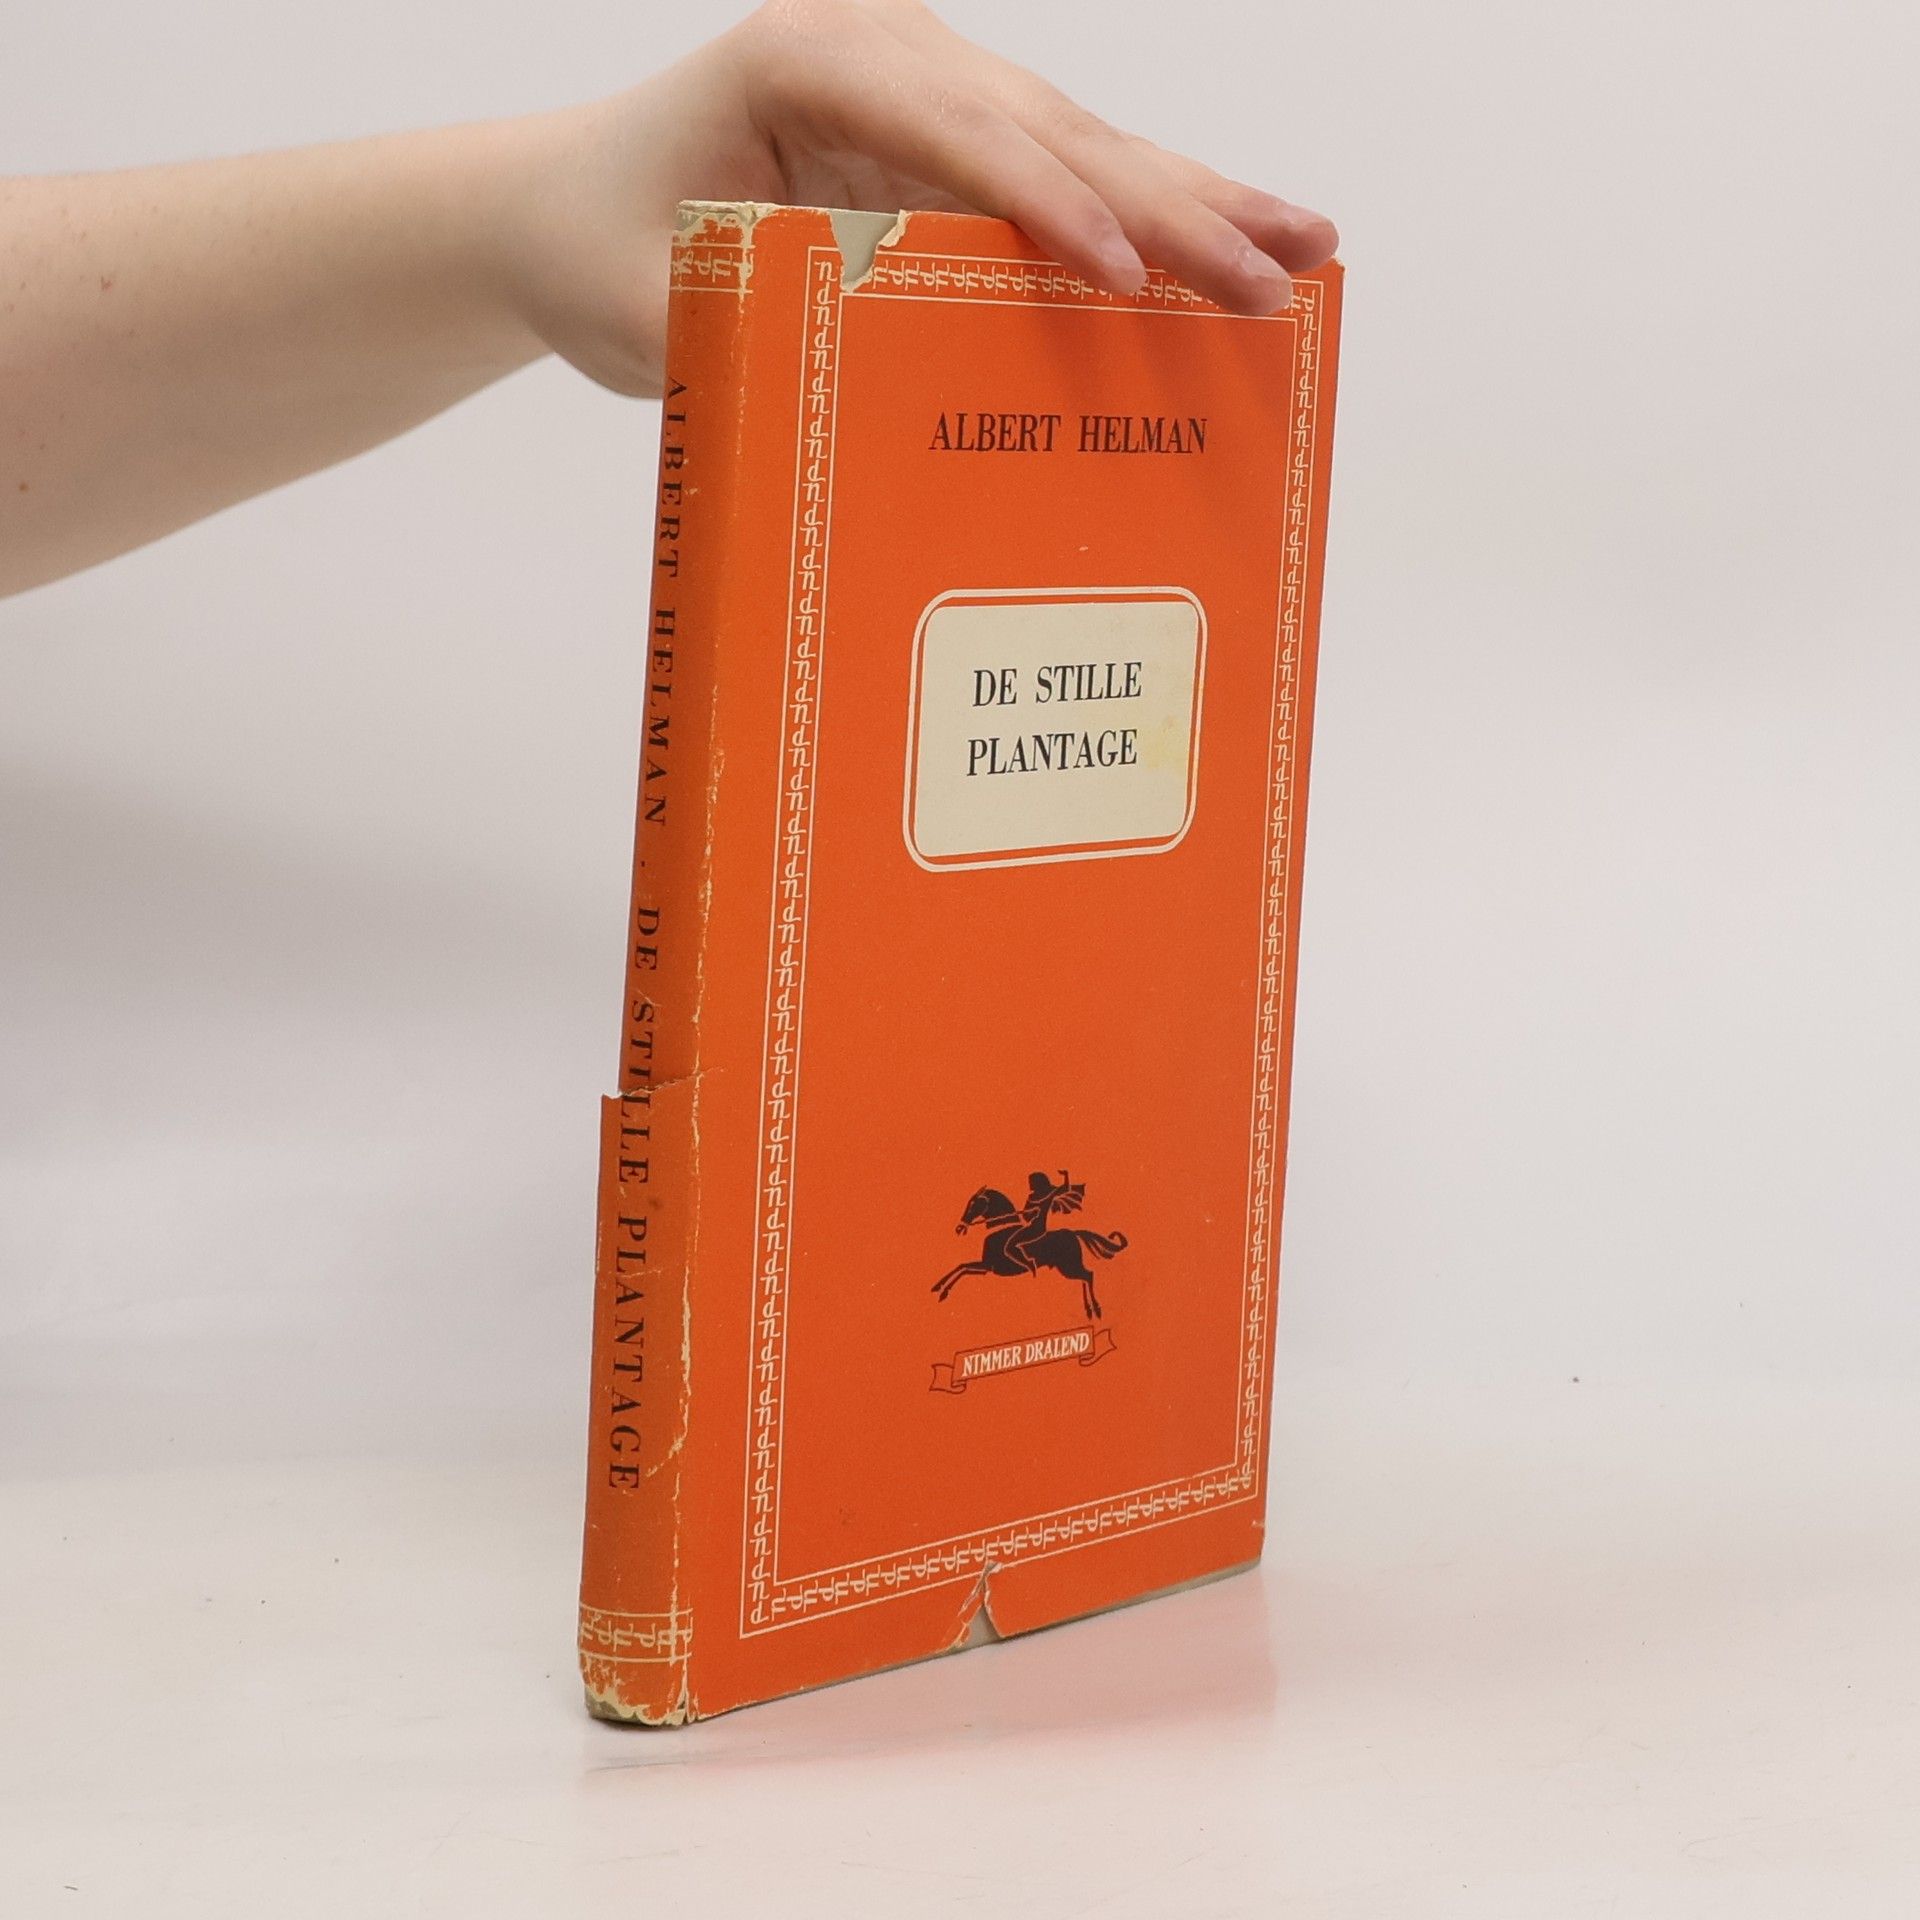 ALBERT HELMAN . DE STILLE PLANTAGE
ALBERT HELMAN
DE STILLE
PLANTAGE
NIMMER DRALEND